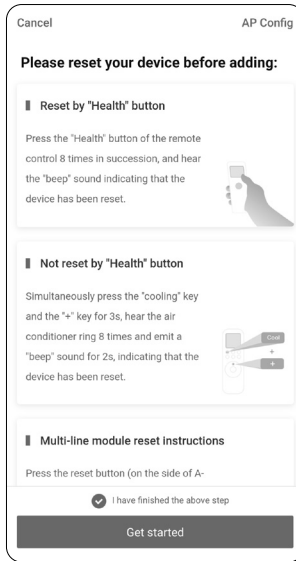 Cancel AP Config
Please reset your device before adding:
Reset by "Health" button
Press the "Health" button of the remote
control 8 times in succession, and hear
the "beep" sound indicating that the
device has been reset.
Not reset by "Health" button
Simultaneously press the "cooling" key
and the "+" key for 3s, hear the air
conditioner ring 8 times and emit a
"beep" sound for 2s, indicating that the
device has been reset.
Cool
+
+
Multi-line module reset instructions
Press the reset button (on the side of A-
I have finished the above step
Get started